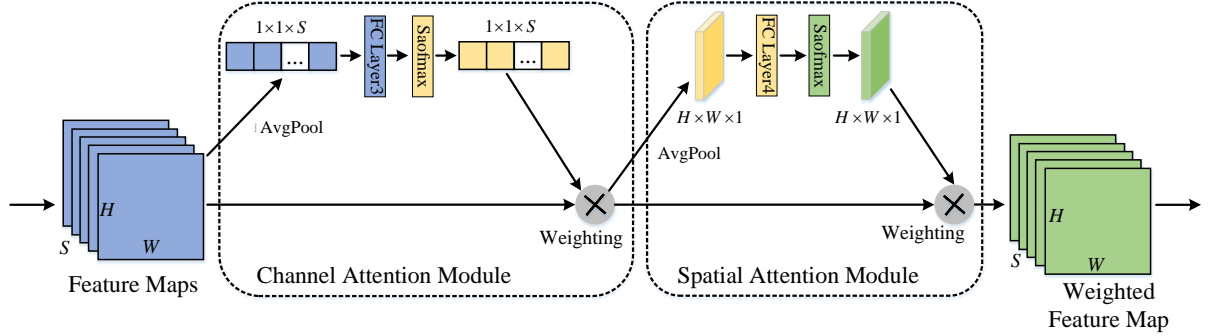 1×1×S
...
FC Layer3
Saofmax
1×1×S
...
AvgPool
H
S
W
Feature Maps
Weighting
Channel Attention Module
H×W×1
FC Layer4
Saofmax
H×W×1
AvgPool
Weighting
Spatial Attention Module
H
S
W
Weighted
Feature Map